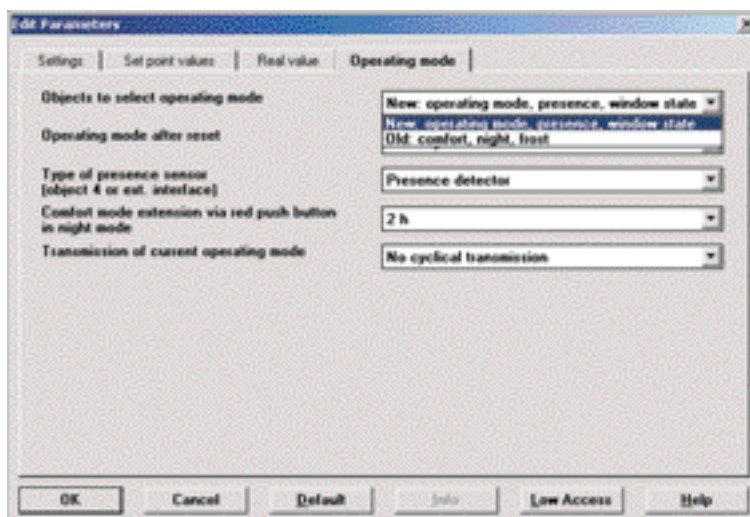 Edit Parameters
Settings Set point values Real value Operating mode
Objects to select operating mode New: operating mode, presence, window state
New: operating mode, presence, window state
Old: comfort, night, frost
Operating mode after reset
Type of presence sensor
(object 4 or ext. interface) Presence detector
Comfort mode extension via red push button
in night mode 2 h
Transmission of current operating mode No cyclical transmission
OK Cancel Default Info Low Access Help